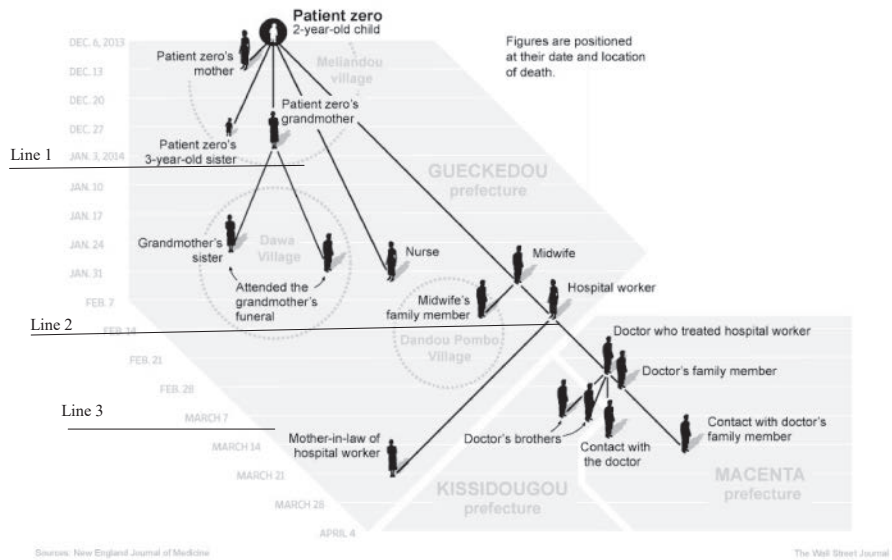 Patient zero
2-year-old child
DEC. 6, 2013
Patient zero's
mother
Meliandou
village
Figures are positioned
at their date and location
of death.
DEC. 13
DEC. 20
Patient zero's
grandmother
DEC. 27
Patient zero's
3-year-old sister
Line 1
JAN. 3, 2014
GUECKEDOU
prefecture
JAN. 10
JAN. 17
JAN. 24
Grandmother's
sister
Dawa
Village
Nurse
Midwife
JAN. 31
Attended the
grandmother's
funeral
Midwife's
family member
Hospital worker
FEB. 7
Line 2
FEB. 14
Dandou Pombo
Village
Doctor who treated hospital worker
FEB. 21
Doctor's family member
FEB. 28
Line 3
MARCH 7
Doctor's brothers
Contact with
the doctor
Contact with doctor's
family member
MARCH 14
Mother-in-law of
hospital worker
MARCH 21
KISSIDOUGOU
prefecture
MACENTA
prefecture
MARCH 28
APRIL 4
Sources: New England Journal of Medicine
The Wall Street Journal